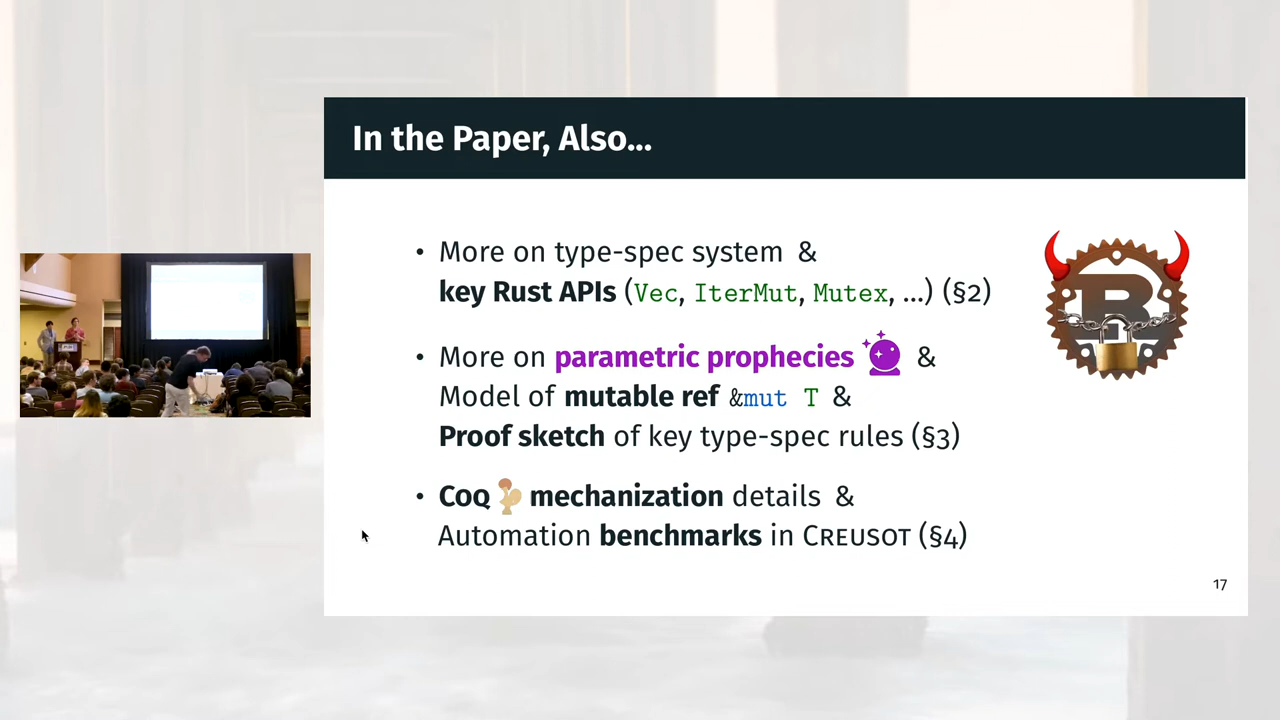 In the Paper, Also...
• More on type-spec system &
key Rust APIs (Vec, IterMut, Mutex, ...) (§2)
• More on parametric prophecies &
Model of mutable ref &mut T &
Proof sketch of key type-spec rules (§3)
• COQ mechanization details &
Automation benchmarks in CREUSOT (§4)
R
17